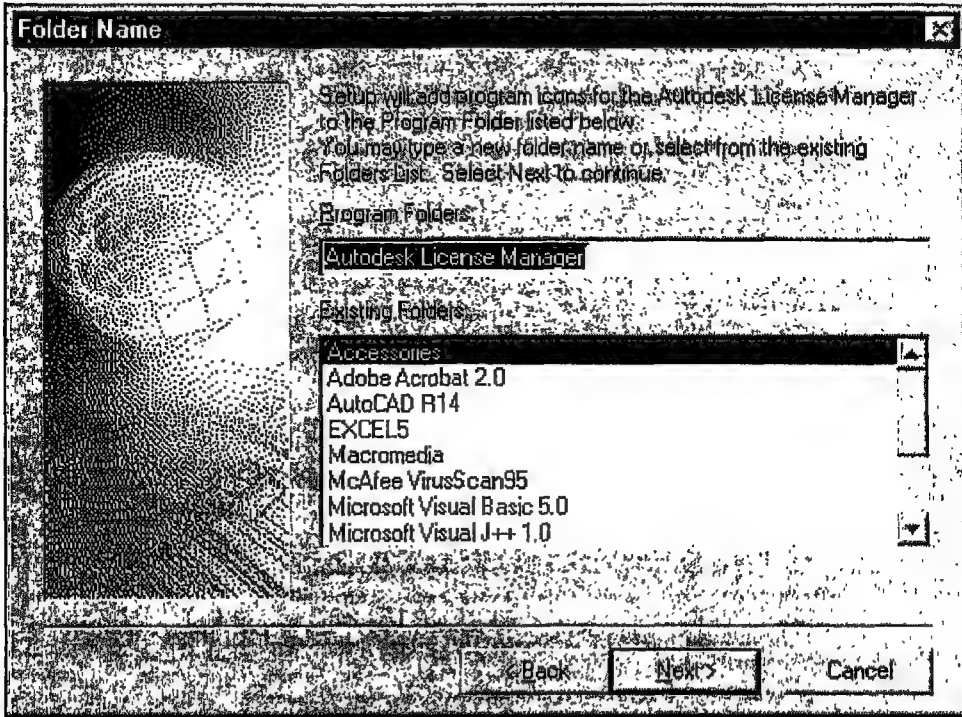 Folder Name
Setup will add program icons for the Autodesk License Manager
to the Program Folder listed below.
You may type a new folder name or select from the existing
Folders List. Select Next to continue.
Program Folders:
Autodesk License Manager
Existing Folders:
Accessories
Adobe Acrobat 2.0
AutoCAD R14
EXCEL5
Macromedia
McAfee VirusScan95
Microsoft Visual Basic 5.0
Microsoft Visual J++ 1.0
< Back
Next >
Cancel